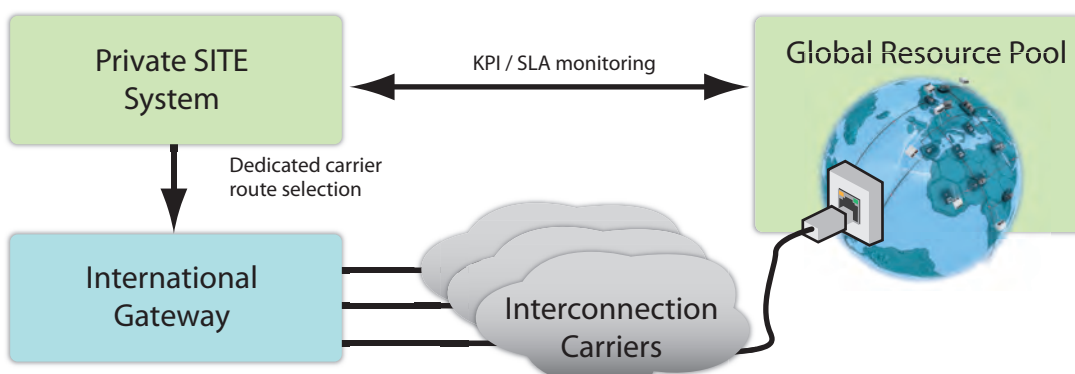 Private SITE
System
KPI / SLA monitoring
Global Resource Pool
Dedicated carrier
route selection
International
Gateway
Interconnection
Carriers